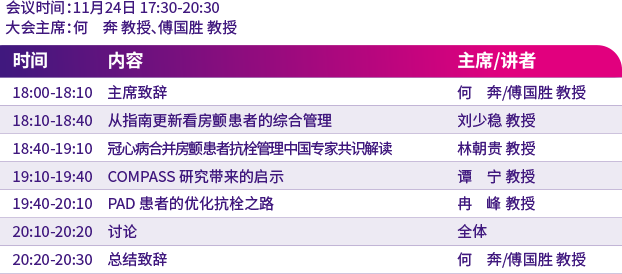 会议时间：11月24日 17:30-20:30
大会主席：何　奔 教授、傅国胜 教授
时间 内容 主席/讲者
18:00-18:10 主席致辞 何　奔/傅国胜 教授
18:10-18:40 从指南更新看房颤患者的综合管理 刘少稳 教授
18:40-19:10 冠心病合并房颤患者抗栓管理中国专家共识解读 林朝贵 教授
19:10-19:40 COMPASS 研究带来的启示 谭　宁 教授
19:40-20:10 PAD 患者的优化抗栓之路 冉　峰 教授
20:10-20:20 讨论 全体
20:20-20:30 总结致辞 何　奔/傅国胜 教授